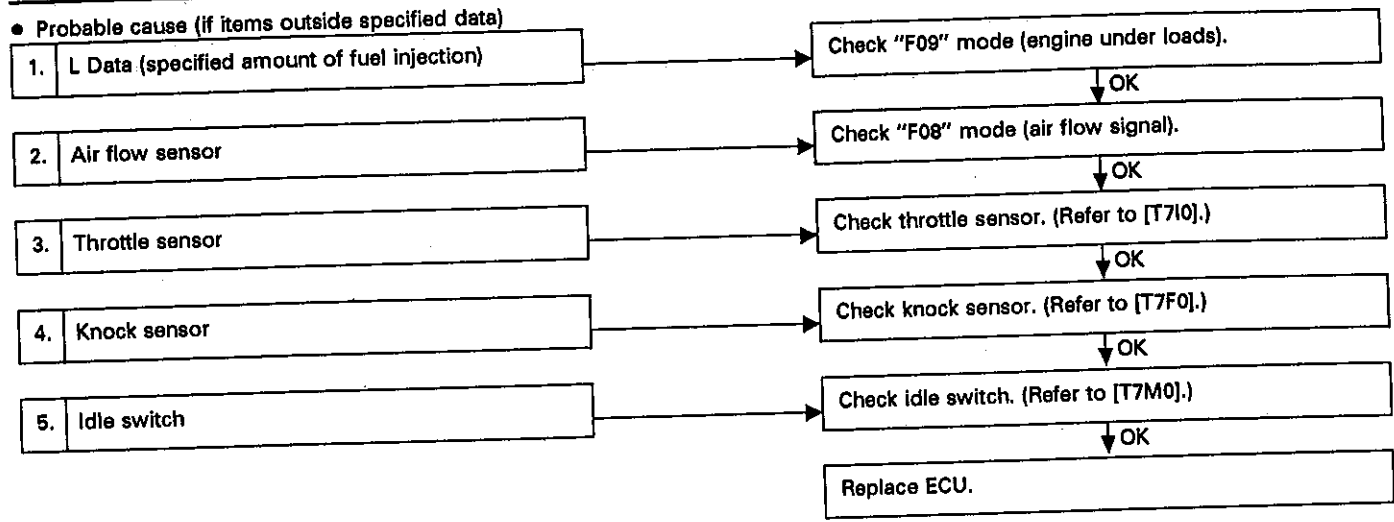 ● Probable cause (if items outside specified data)
1. L Data (specified amount of fuel injection)
Check "F09" mode (engine under loads).
OK
2. Air flow sensor
Check "F08" mode (air flow signal).
OK
3. Throttle sensor
Check throttle sensor. (Refer to [T7I0].)
OK
4. Knock sensor
Check knock sensor. (Refer to [T7F0].)
OK
5. Idle switch
Check idle switch. (Refer to [T7M0].)
OK
Replace ECU.